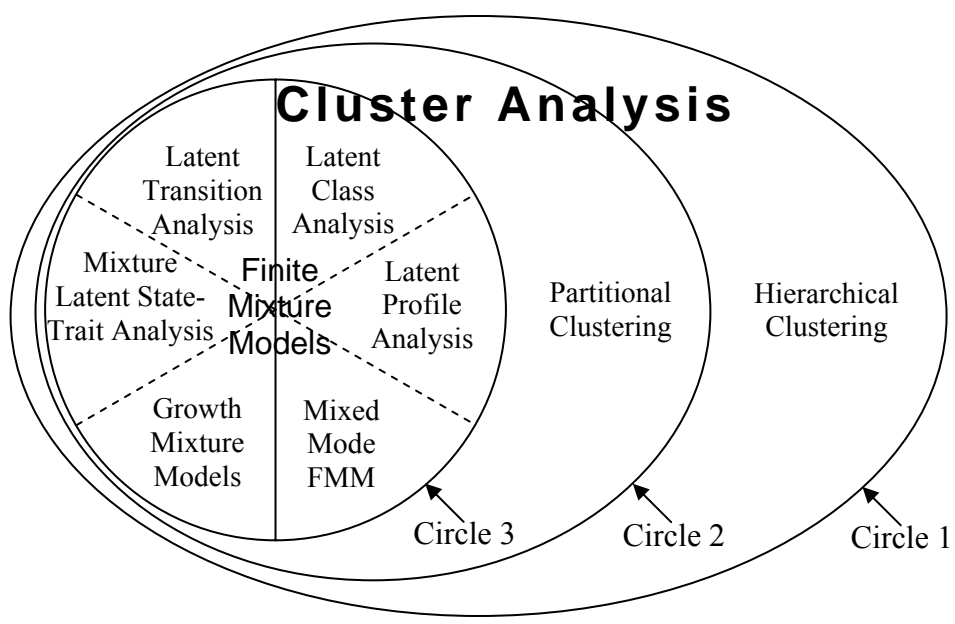 Cluster Analysis
Latent
Transition
Analysis
Latent
Class
Analysis
Mixture
Latent State-
Trait Analysis
Finite
Mixture
Models
Latent
Profile
Analysis
Partitional
Clustering
Hierarchical
Clustering
Growth
Mixture
Models
Mixed
Mode
FMM
Circle 3
Circle 2
Circle 1